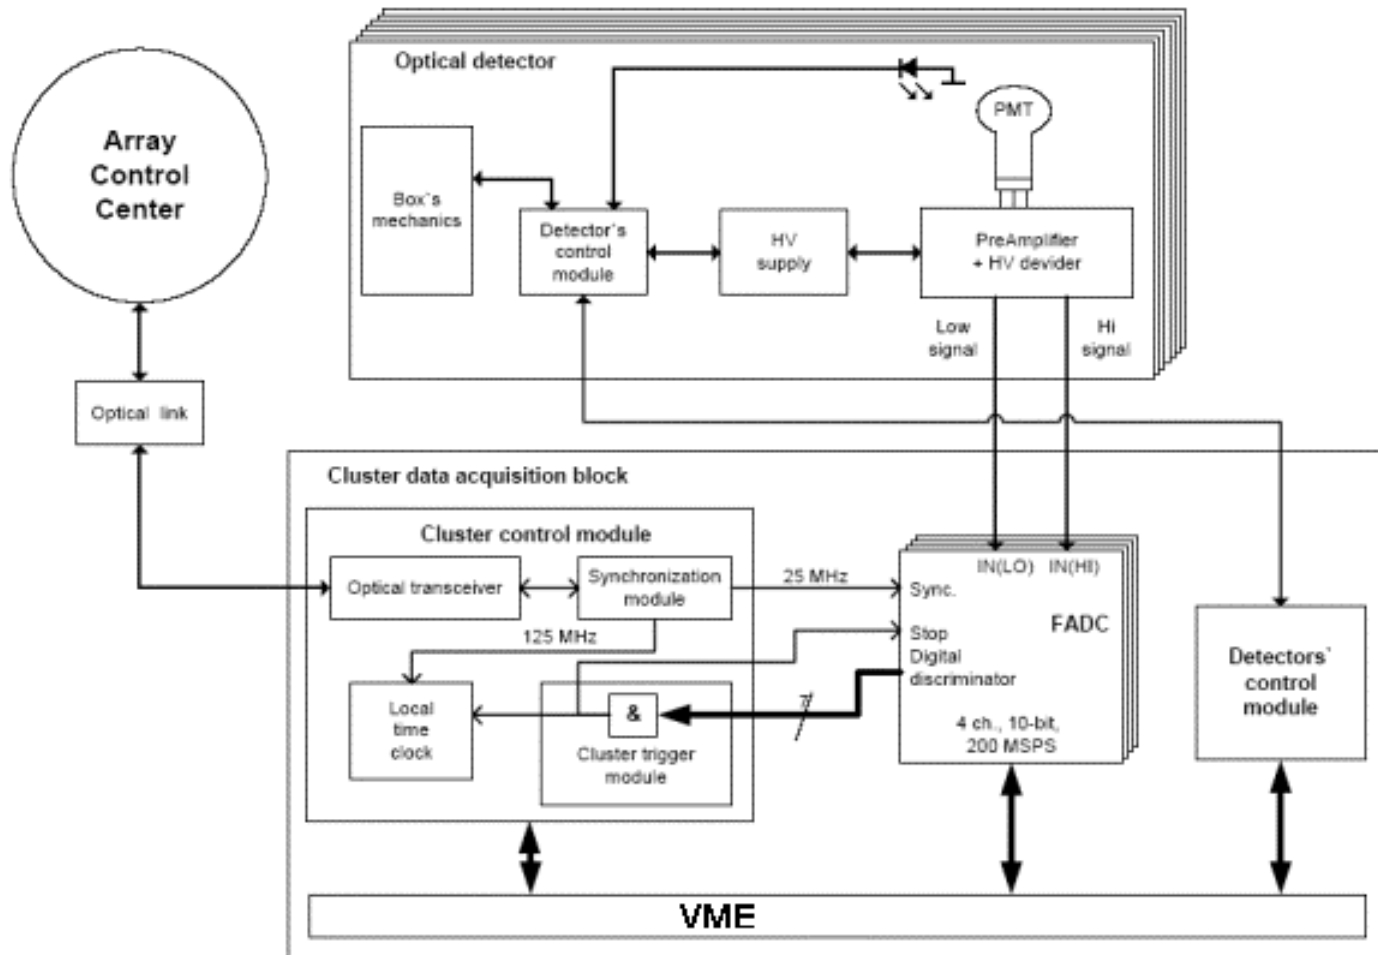 Optical detector
Array
Control
Center
PMT
Box`s
mechanics
Detector`s
control
module
HV
supply
PreAmplifier
+ HV devider
Low
signal
Hi
signal
Optical link
Cluster data acquisition block
Cluster control module
Optical transceiver
Synchronization
module
25 MHz
125 MHz
IN(LO) IN(HI)
Sync.
FADC
Stop
Digital
discriminator
4 ch., 10-bit,
200 MSPS
Local
time
clock
&
7
Cluster trigger
module
Detectors`
control
module
VME